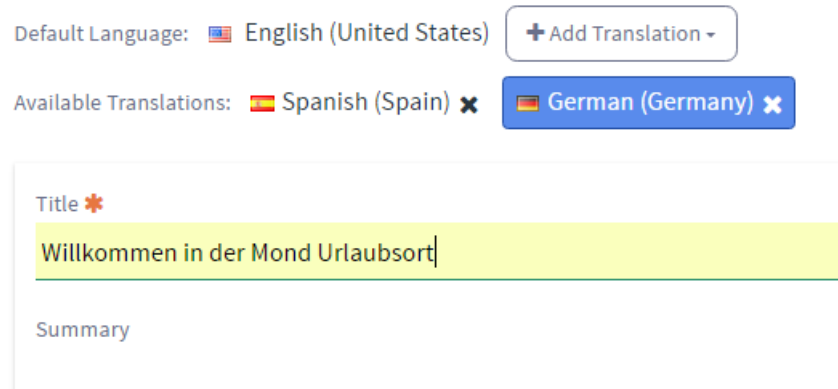 Default Language: English (United States) Add Translation
Available Translations: Spanish (Spain) German (Germany)
Title
Willkommen in der Mond Urlaubsort
Summary